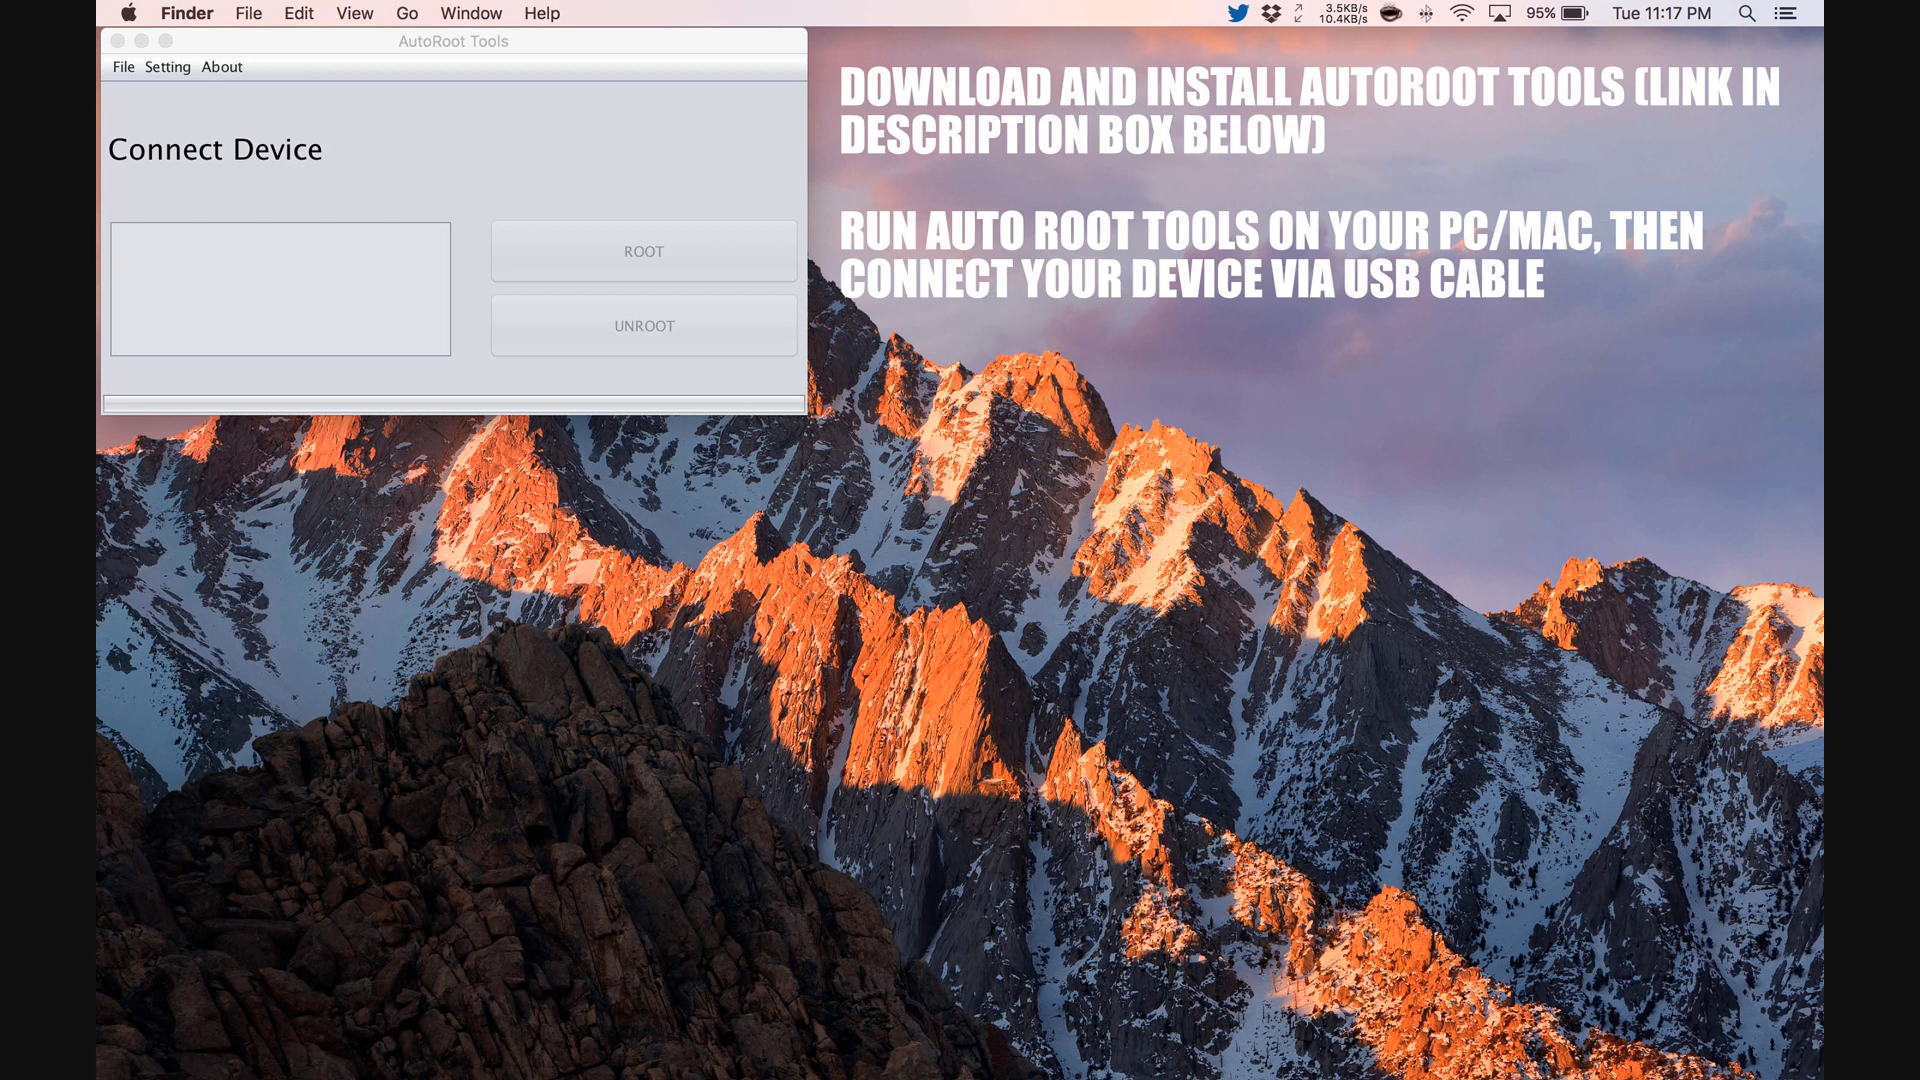 Finder File Edit View Go Window Help
3.5KB/s
10.4KB/s
95%
Tue 11:17 PM
AutoRoot Tools
File Setting About
Connect Device
ROOT
UNROOT
DOWNLOAD AND INSTALL AUTOROOT TOOLS (LINK IN
DESCRIPTION BOX BELOW)
RUN AUTO ROOT TOOLS ON YOUR PC/MAC, THEN
CONNECT YOUR DEVICE VIA USB CABLE